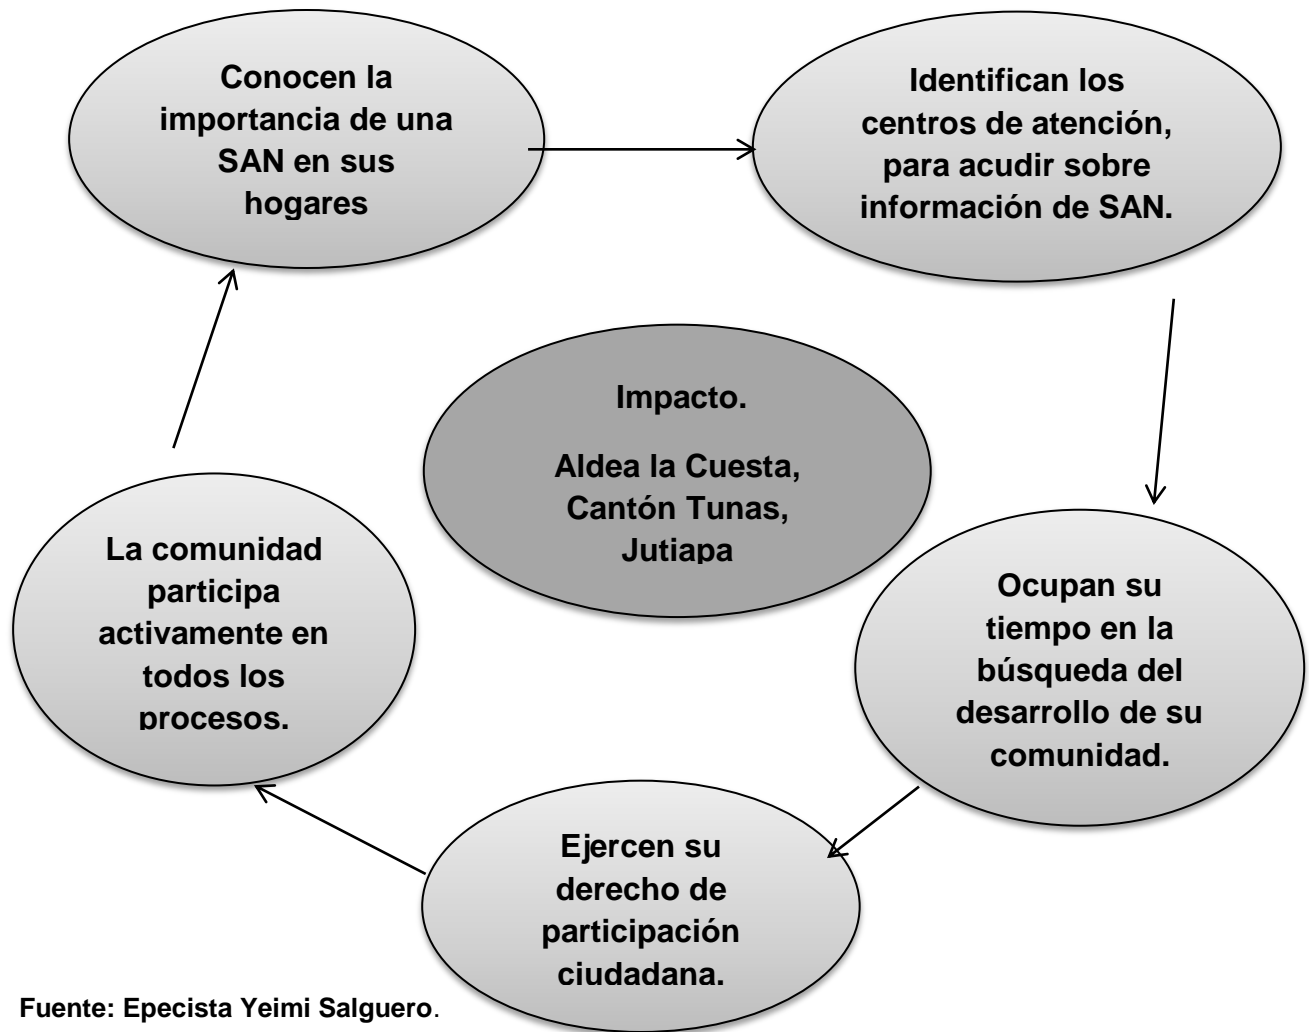 Conocen la
importancia de una
SAN en sus
hogares
Identifican los
centros de atención,
para acudir sobre
información de SAN.
Impacto.
Aldea la Cuesta,
Cantón Tunas,
Jutiapa
La comunidad
participa
activamente en
todos los
procesos.
Ocupan su
tiempo en la
búsqueda del
desarrollo de su
comunidad.
Ejercen su
derecho de
participación
ciudadana.
Fuente: Epecista Yeimi Salguero.